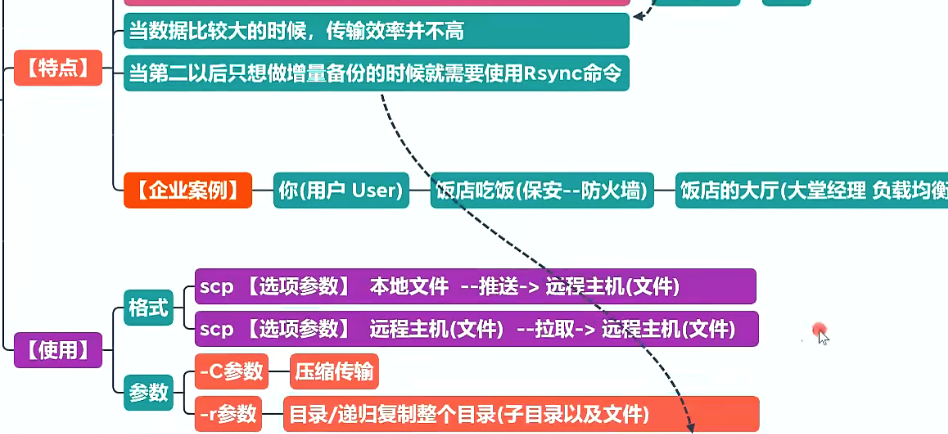 当数据比较大的时候，传输效率并不高
【特点】
当第二以后只想做增量备份的时候就需要使用Rsync命令
【企业案例】
你(用户 User)
饭店吃饭(保安--防火墙)
饭店的大厅(大堂经理 负载均衡
scp 【选项参数】 本地文件 --推送-> 远程主机(文件)
格式
scp 【选项参数】 远程主机(文件) --拉取-> 远程主机(文件)
【使用】
-C参数
压缩传输
参数
-r参数
目录/递归复制整个目录(子目录以及文件)